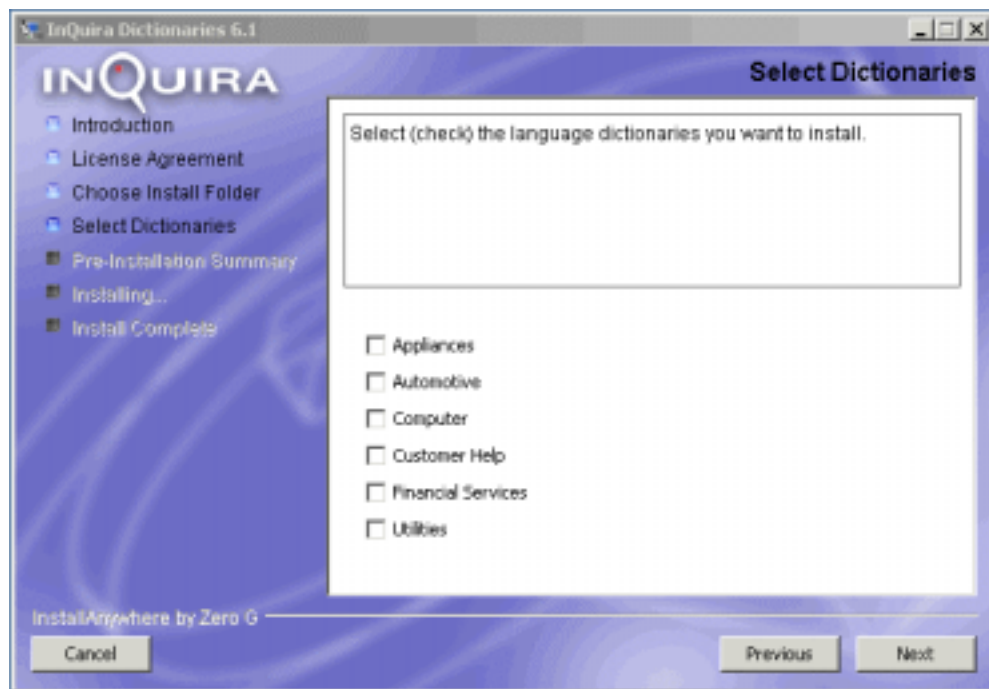 InQuira Dictionaries 6.1
INQUIRA
Select Dictionaries
Introduction
License Agreement
Choose Install Folder
Select Dictionaries
Pre-Installation Summary
Installing...
Install Complete
Select (check) the language dictionaries you want to install.
Appliances
Automotive
Computer
Customer Help
Financial Services
Utilities
InstallAnywhere by Zero G
Cancel
Previous
Next